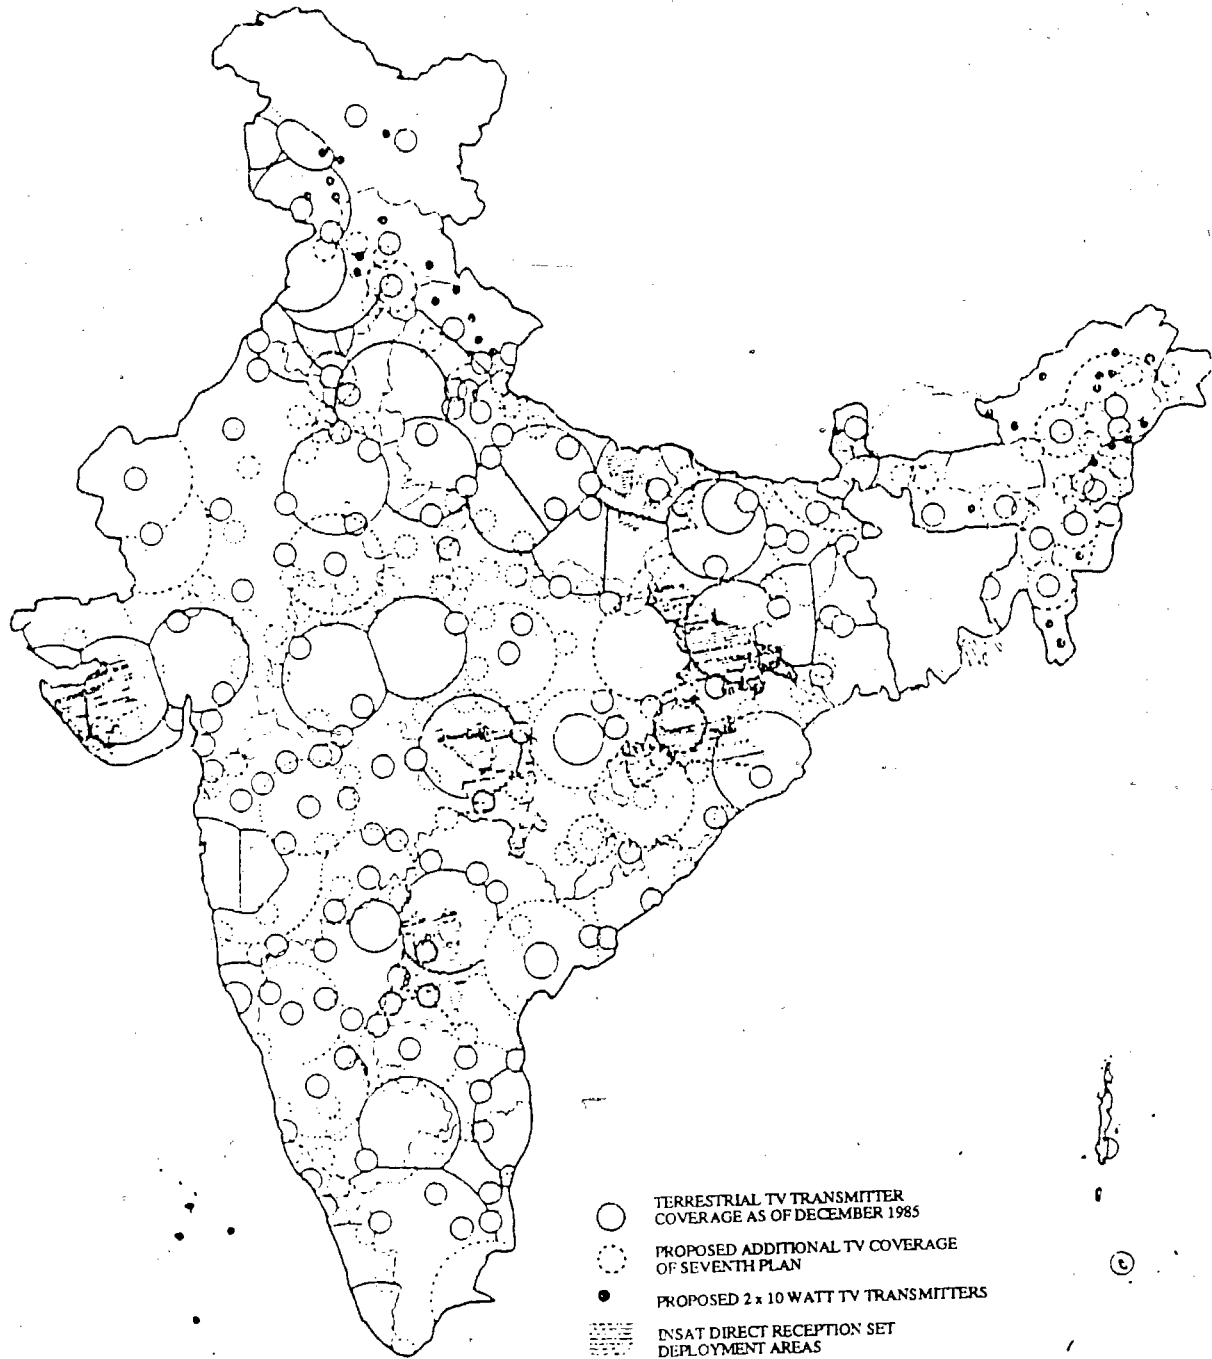 TERRESTRIAL TV TRANSMITTER
COVERAGE AS OF DECEMBER 1985
PROPOSED ADDITIONAL TV COVERAGE
OF SEVENTH PLAN
PROPOSED 2 x 10 WATT TV TRANSMITTERS
INSAT DIRECT RECEPTION SET
DEPLOYMENT AREAS